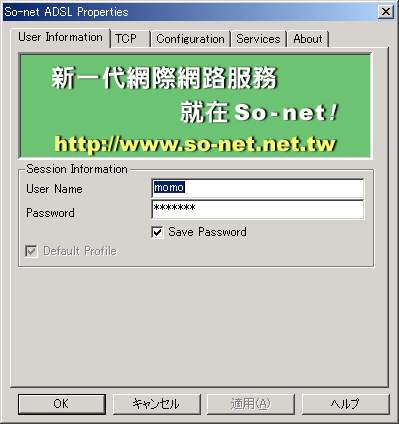 So-net ADSL Properties
User Information TCP Configuration Services About
新一代網際網路服務
就在So-net!
http://www.so-net.net.tw
Session Information
User Name momo
Password *******
Save Password
Default Profile
OK キャンセル 適用(A) ヘルプ